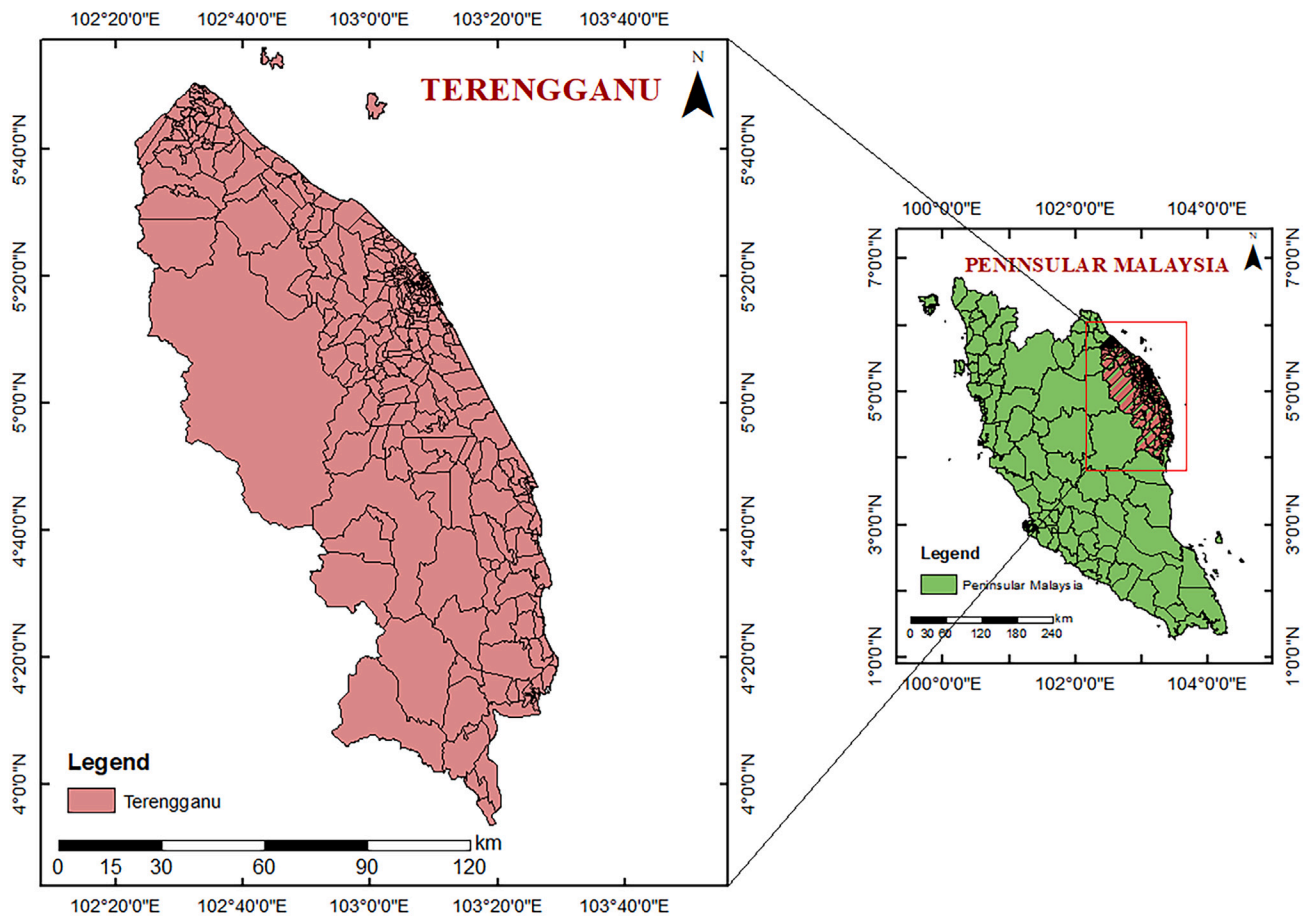 102°20'0"E 102°40'0"E 103°0'0"E 103°20'0"E 103°40'0"E
N
TERENGGANU
5°40'0"N
5°20'0"N
5°0'0"N
4°40'0"N
4°20'0"N
4°0'0"N
5°40'0"N
5°20'0"N
5°0'0"N
4°40'0"N
4°20'0"N
4°0'0"N
Legend
Terengganu
km
0 15 30 60 90 120
102°20'0"E 102°40'0"E 103°0'0"E 103°20'0"E 103°40'0"E
100°0'0"E 102°0'0"E 104°0'0"E
N
PENINSULAR MALAYSIA
7°0'0"N
5°0'0"N
3°0'0"N
1°0'0"N
7°0'0"N
5°0'0"N
3°0'0"N
1°0'0"N
Legend
Peninsular Malaysia
km
0 30 60 120 180 240
100°0'0"E 102°0'0"E 104°0'0"E